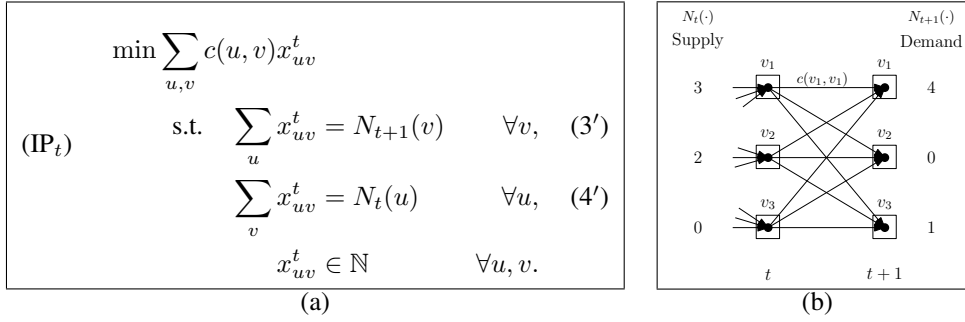 min ∑_{u,v} c(u, v)x^t_{uv}
(IP_t)
s.t. ∑_u x^t_{uv} = N_{t+1}(v) ∀v, (3′)
∑_v x^t_{uv} = N_t(u) ∀u, (4′)
x^t_{uv} ∈ ℕ ∀u, v.
(a)
N_t(·) N_{t+1}(·)
Supply Demand
v_1 v_1
3 c(v_1, v_1) 4
v_2 v_2
2 0
v_3 v_3
0 1
t t + 1
(b)